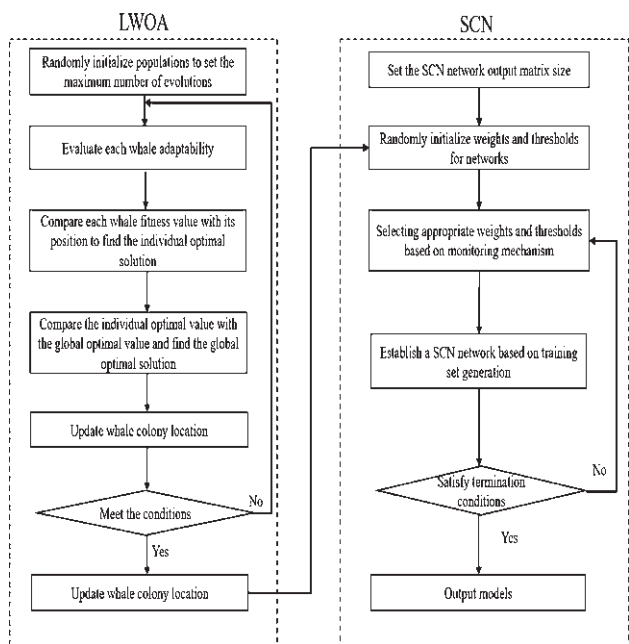 LWOA
Randomly initialize populations to set the
maximum number of evolutions
Evaluate each whale adaptability
Compare each whale fitness value with its
position to find the individual optimal
solution
Compare the individual optimal value with
the global optimal value and find the global
optimal solution
Update whale colony location
Meet the conditions
No
Yes
Update whale colony location
SCN
Set the SCN network output matrix size
Randomly initialize weights and thresholds
for networks
Selecting appropriate weights and thresholds
based on monitoring mechanism
Establish a SCN network based on training
set generation
Satisfy termination
conditions
No
Yes
Output models